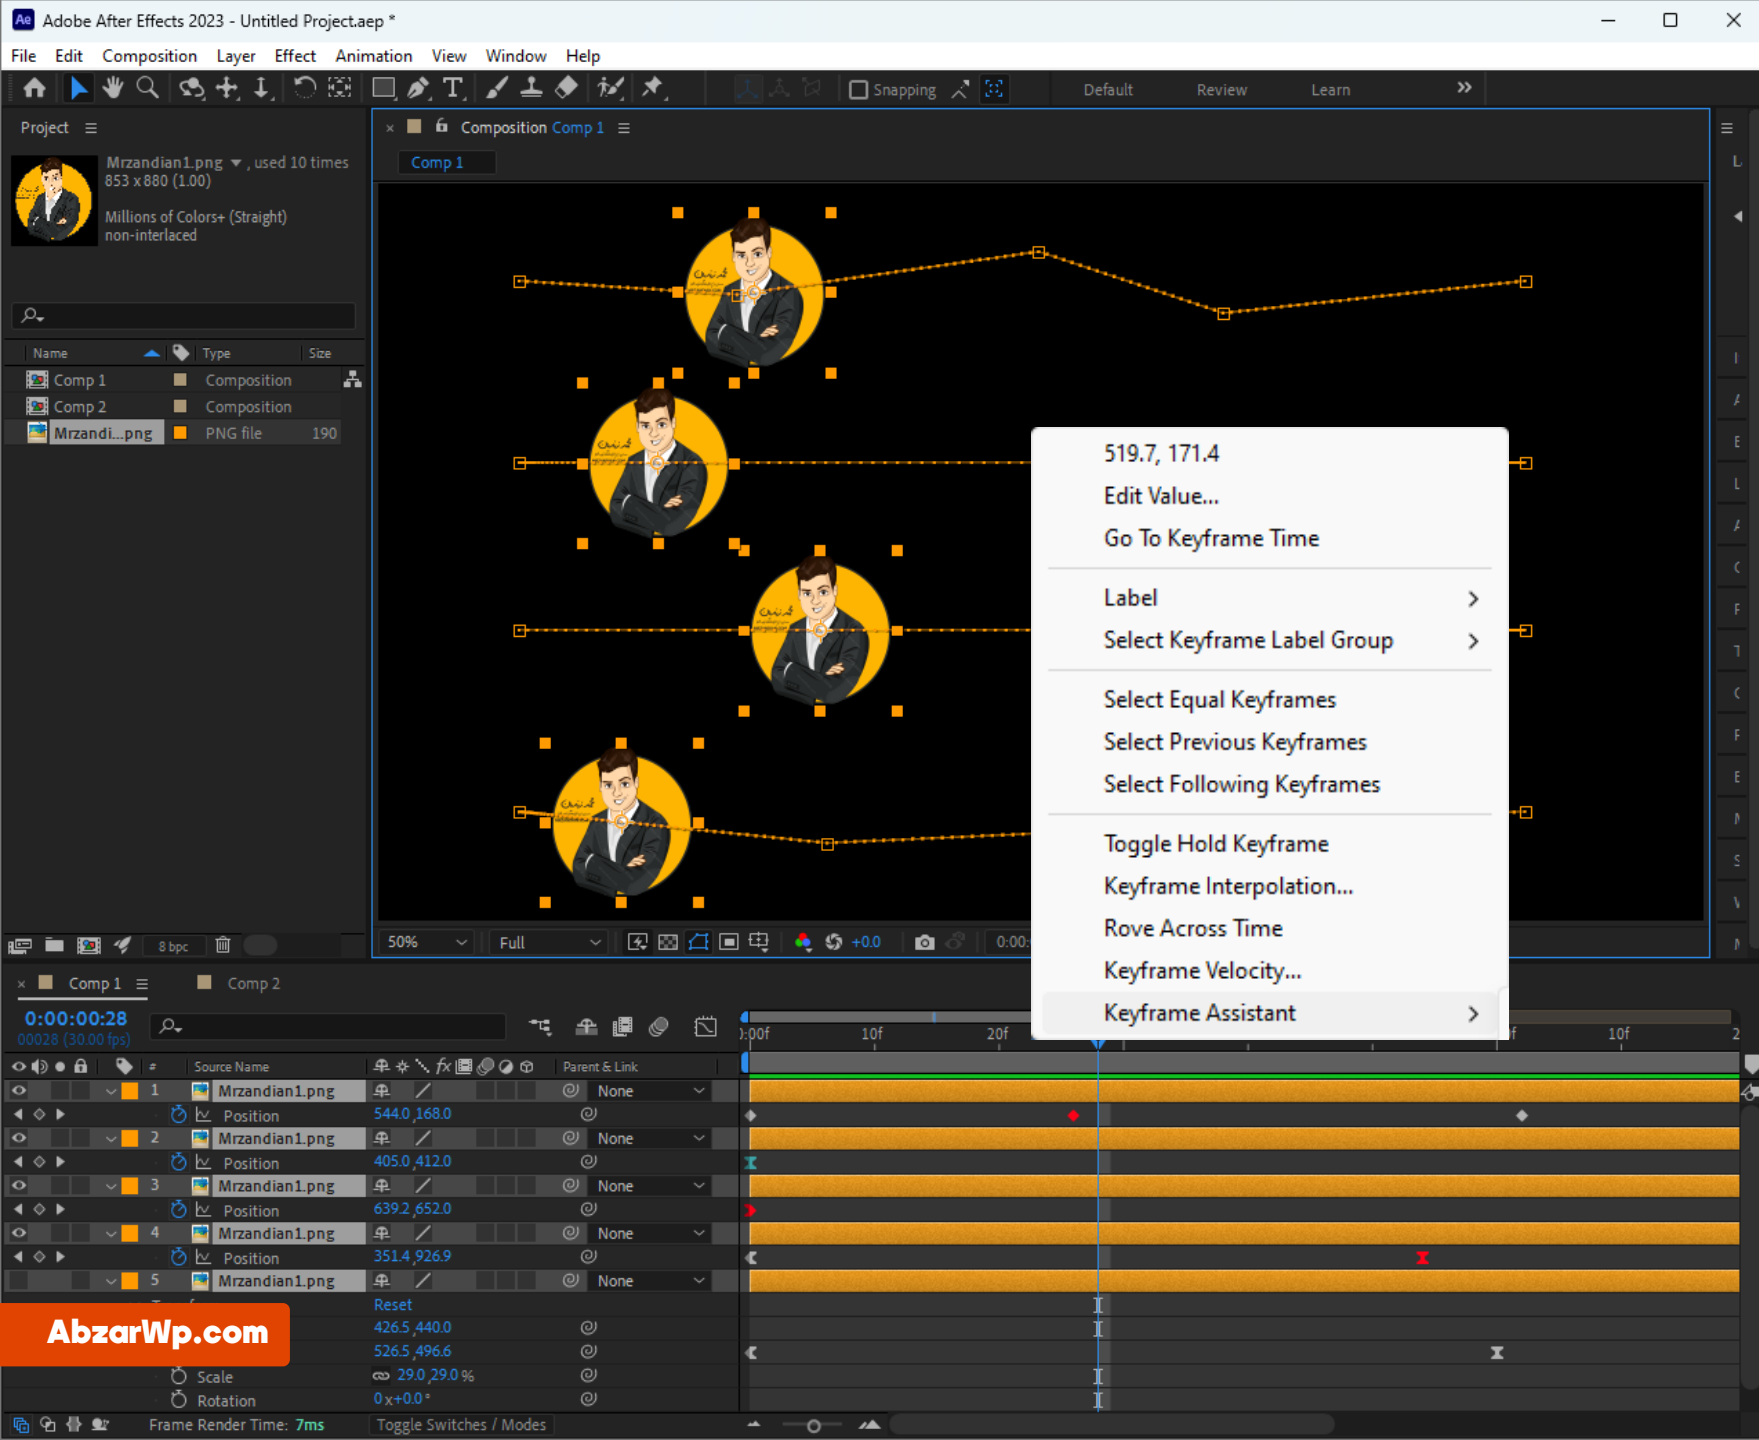 Ae Adobe After Effects 2023 - Untitled Project.aep *
File Edit Composition Layer Effect Animation View Window Help
Snapping Default Review Learn
Project
Composition Comp 1
Comp 1
Mrzandian1.png , used 10 times
853 x 880 (1.00)
Millions of Colors+ (Straight)
non-interlaced
Name Type Size
Comp 1 Composition
Comp 2 Composition
Mrzandi...png PNG file 190
519.7, 171.4
Edit Value...
Go To Keyframe Time
Label
Select Keyframe Label Group
Select Equal Keyframes
Select Previous Keyframes
Select Following Keyframes
Toggle Hold Keyframe
Keyframe Interpolation...
Rove Across Time
Keyframe Velocity...
Keyframe Assistant
8 bpc
50% Full +0.0 0:00:
Comp 1 Comp 2
0:00:00:28
00028 (30.00 fps)
):00f 10f 20f 10f 2
# Source Name fx Parent & Link
1 Mrzandian1.png None
Position 544.0,168.0
2 Mrzandian1.png None
Position 405.0,412.0
3 Mrzandian1.png None
Position 639.2,652.0
4 Mrzandian1.png None
Position 351.4,926.9
5 Mrzandian1.png None
Reset
AbzarWp.com
426.5,440.0
526.5,496.6
Scale 29.0,29.0 %
Rotation 0x+0.0°
Frame Render Time: 7ms Toggle Switches / Modes